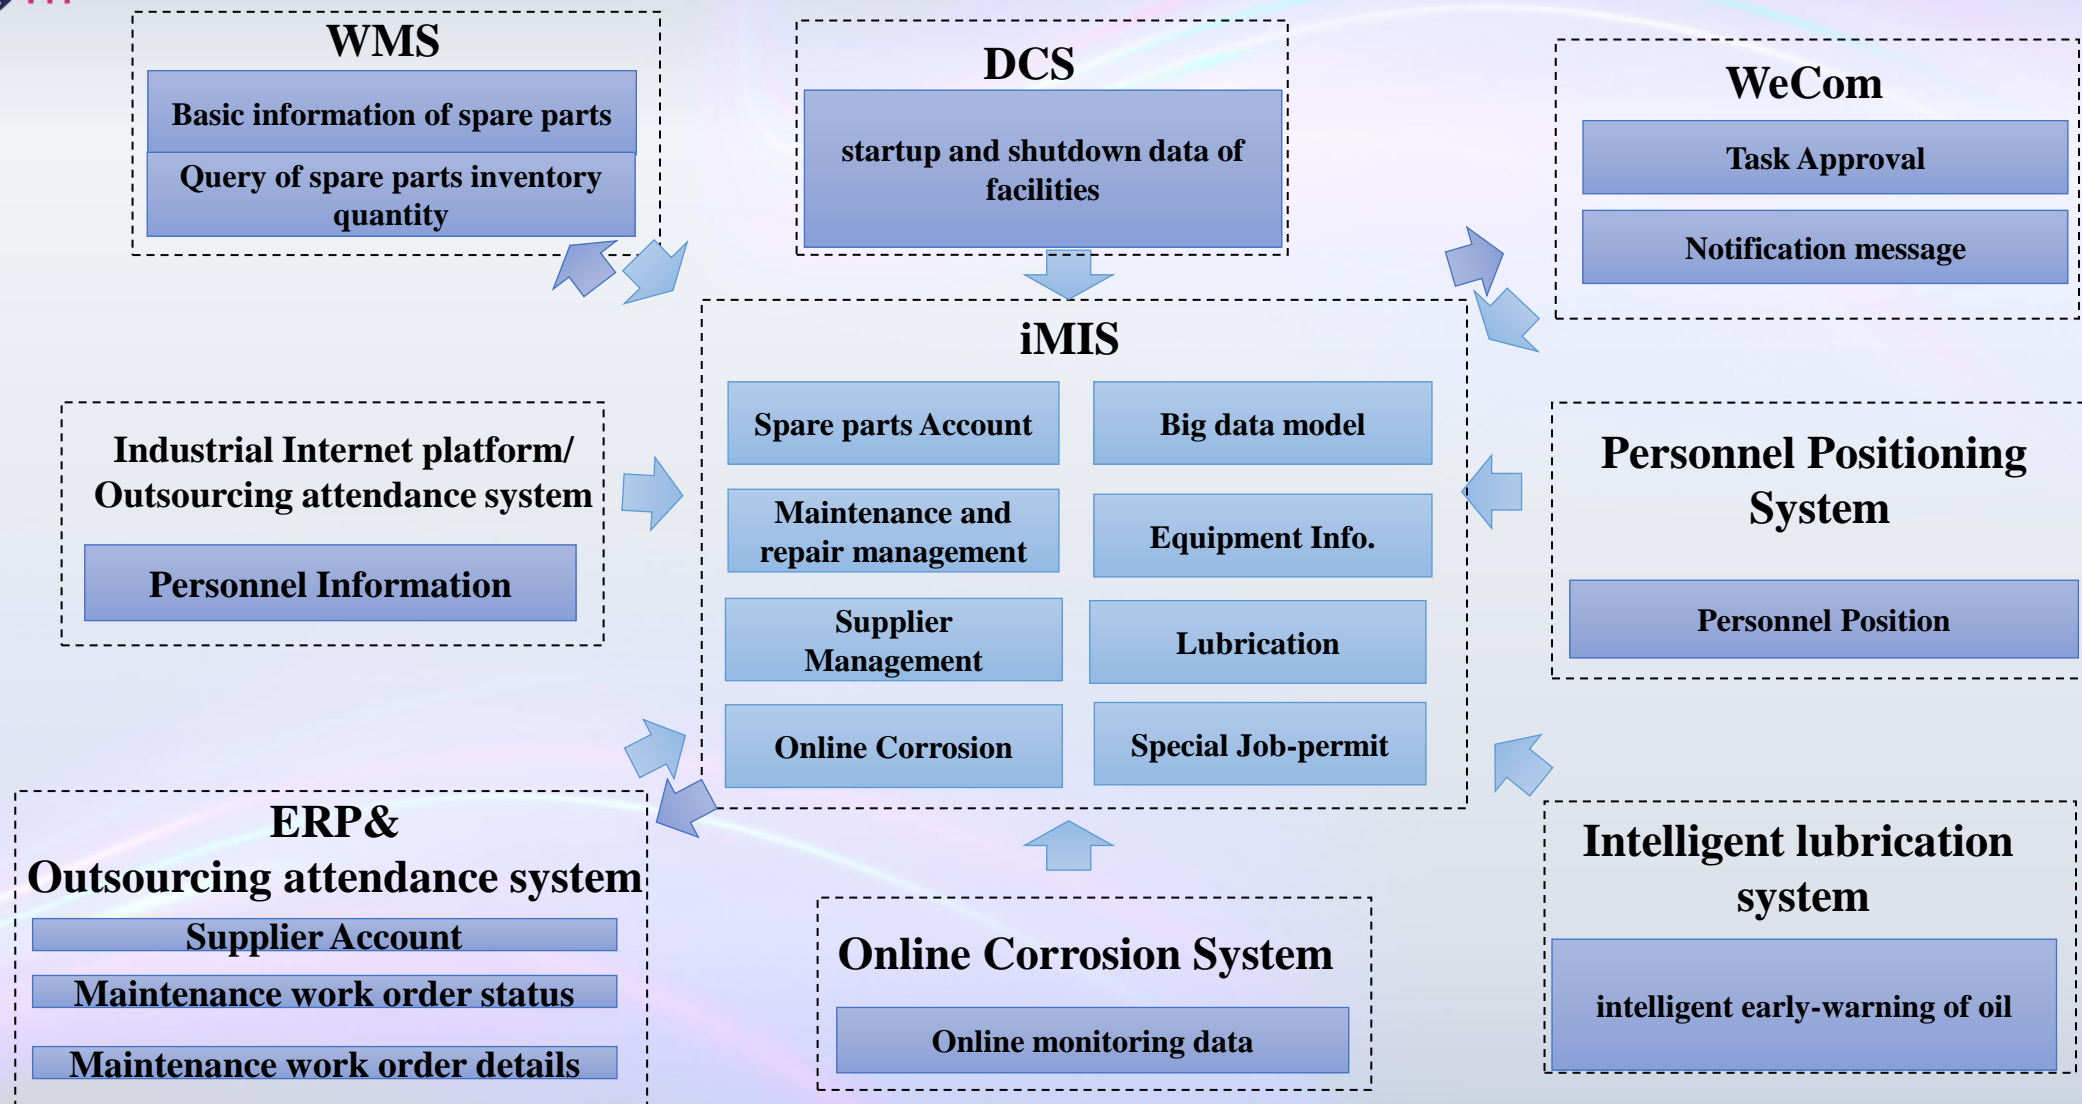 WMS
Basic information of spare parts
Query of spare parts inventory
quantity
DCS
startup and shutdown data of
facilities
WeCom
Task Approval
Notification message
iMIS
Spare parts Account
Big data model
Maintenance and
repair management
Equipment Info.
Supplier
Management
Lubrication
Online Corrosion
Special Job-permit
Industrial Internet platform/
Outsourcing attendance system
Personnel Information
Personnel Positioning
System
Personnel Position
ERP&
Outsourcing attendance system
Supplier Account
Maintenance work order status
Maintenance work order details
Online Corrosion System
Online monitoring data
Intelligent lubrication
system
intelligent early-warning of oil